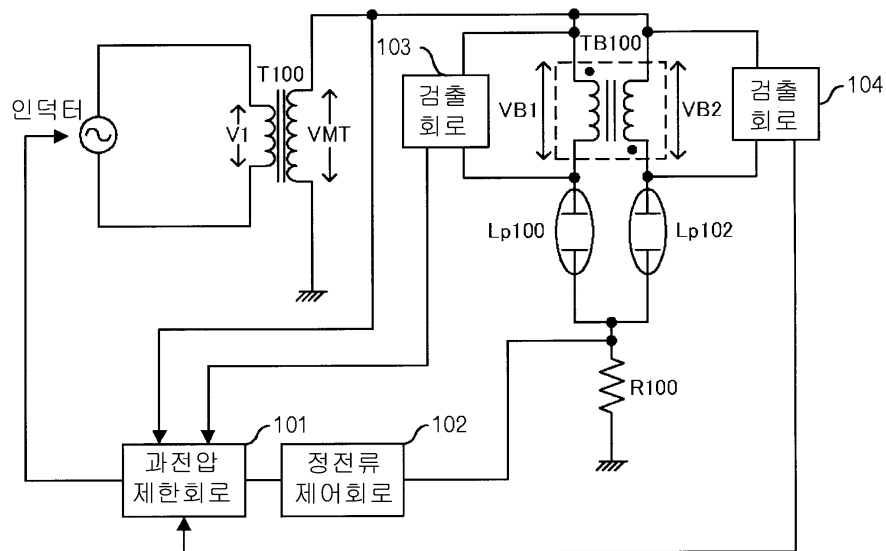 103
TB100
T100
검출
회로
104
인덕터
검출
회로
V1
VMT
VB1
VB2
Lp100
Lp102
R100
101
102
과전압
제한회로
정전류
제어회로